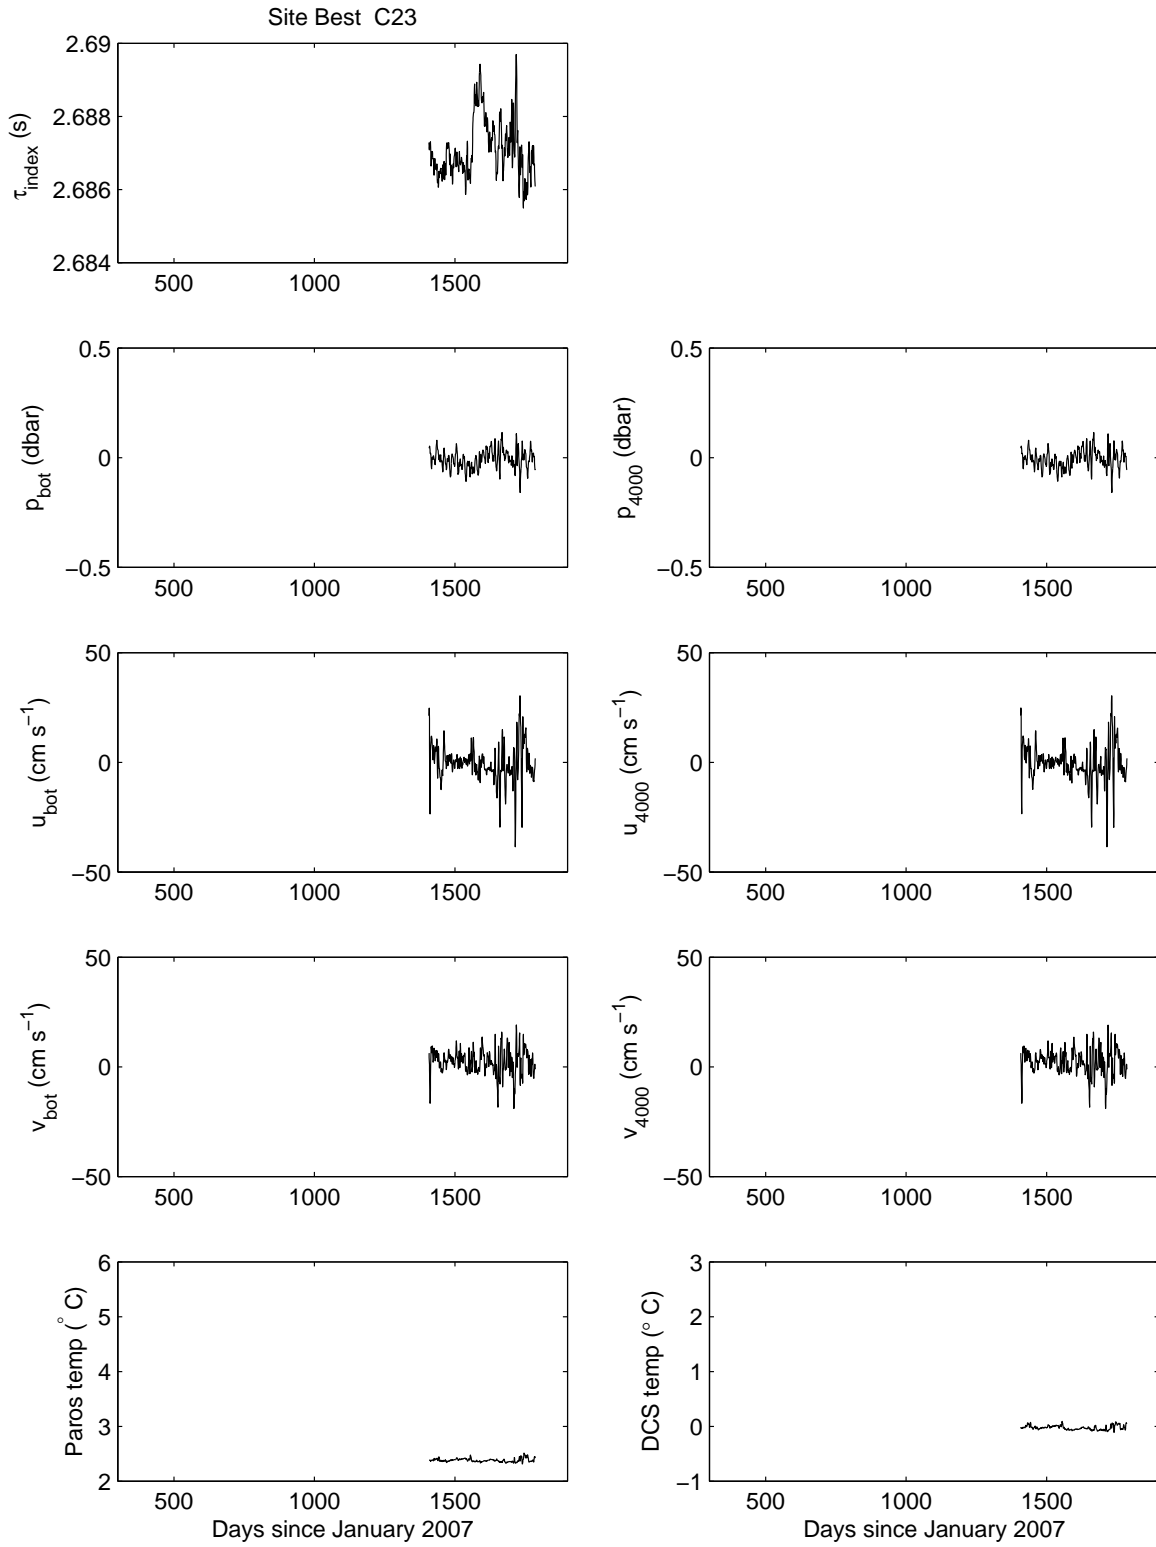 Site Best  C23
2.69
2.688
2.686
2.684
τindex (s)
500 1000 1500
0.5
0
−0.5
pbot (dbar)
500 1000 1500
0.5
0
−0.5
p4000 (dbar)
500 1000 1500
50
0
−50
ubot (cm s−1)
500 1000 1500
50
0
−50
u4000 (cm s−1)
500 1000 1500
50
0
−50
vbot (cm s−1)
500 1000 1500
50
0
−50
v4000 (cm s−1)
500 1000 1500
6
5
4
3
2
Paros temp (° C)
500 1000 1500
Days since January 2007
3
2
1
0
−1
DCS temp (° C)
500 1000 1500
Days since January 2007